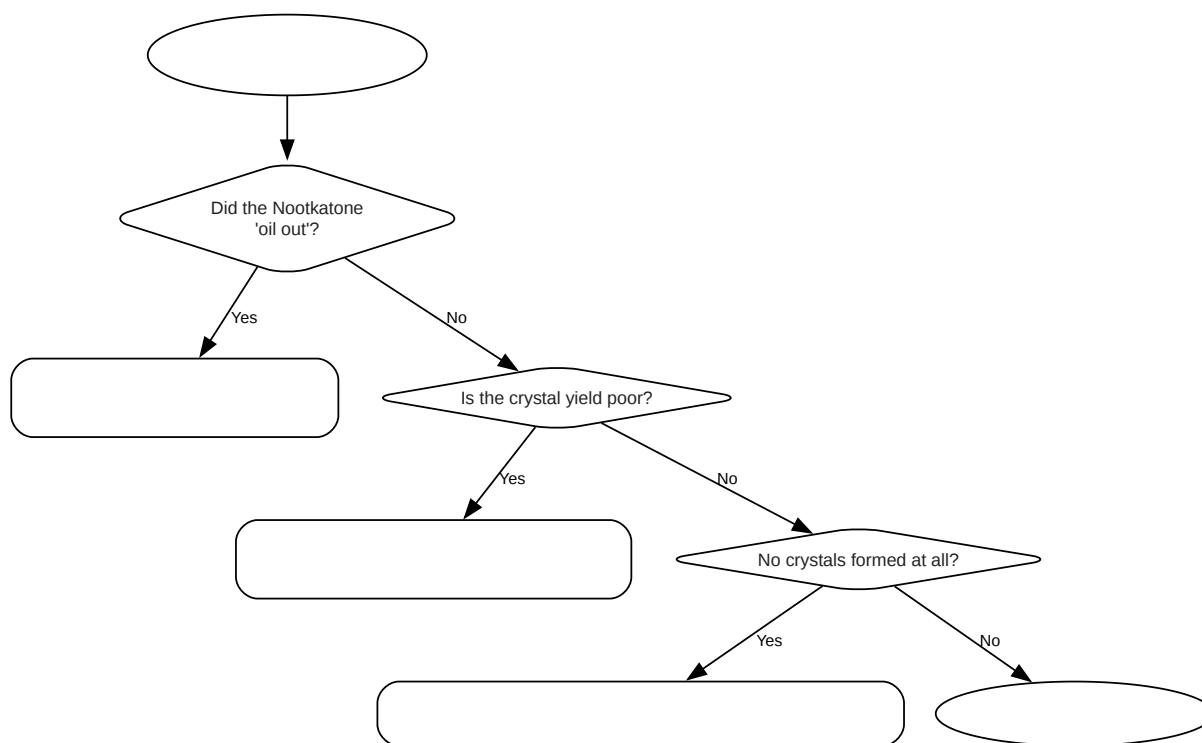 Did the Nootkatone
'oil out'?
Yes
No
Is the crystal yield poor?
Yes
No
No crystals formed at all?
Yes
No